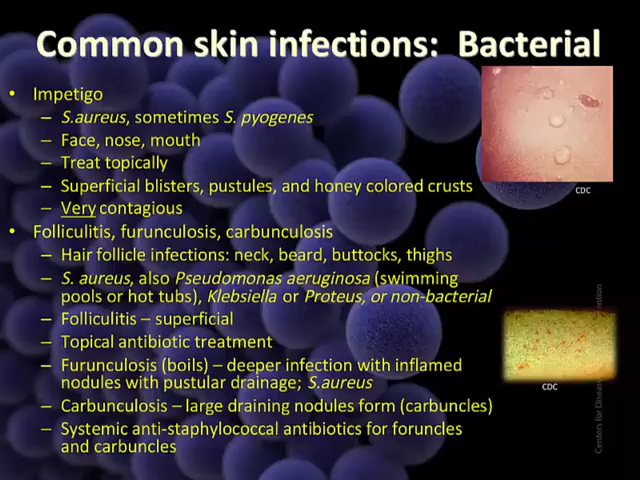 Common skin infections: Bacterial
• Impetigo
– S.aureus, sometimes S. pyogenes
– Face, nose, mouth
– Treat topically
– Superficial blisters, pustules, and honey colored crusts
– Very contagious
CDC
• Folliculitis, furunculosis, carbunculosis
– Hair follicle infections: neck, beard, buttocks, thighs
– S. aureus, also Pseudomonas aeruginosa (swimming
pools or hot tubs), Klebsiella or Proteus, or non-bacterial
– Folliculitis – superficial
– Topical antibiotic treatment
– Furunculosis (boils) – deeper infection with inflamed
nodules with pustular drainage; S.aureus
– Carbunculosis – large draining nodules form (carbuncles)
– Systemic anti-staphylococcal antibiotics for foruncles
and carbuncles
CDC
Centers for Disease